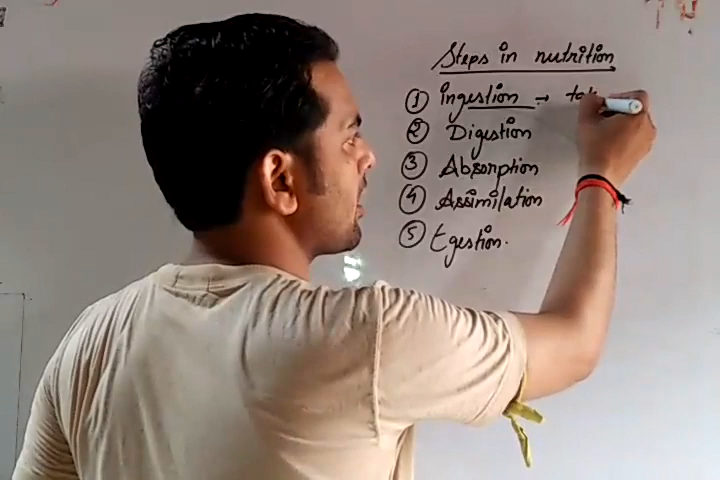 Steps in nutrition
① Ingestion →
② Digestion
③ Absorption
④ Assimilation
⑤ Egestion.